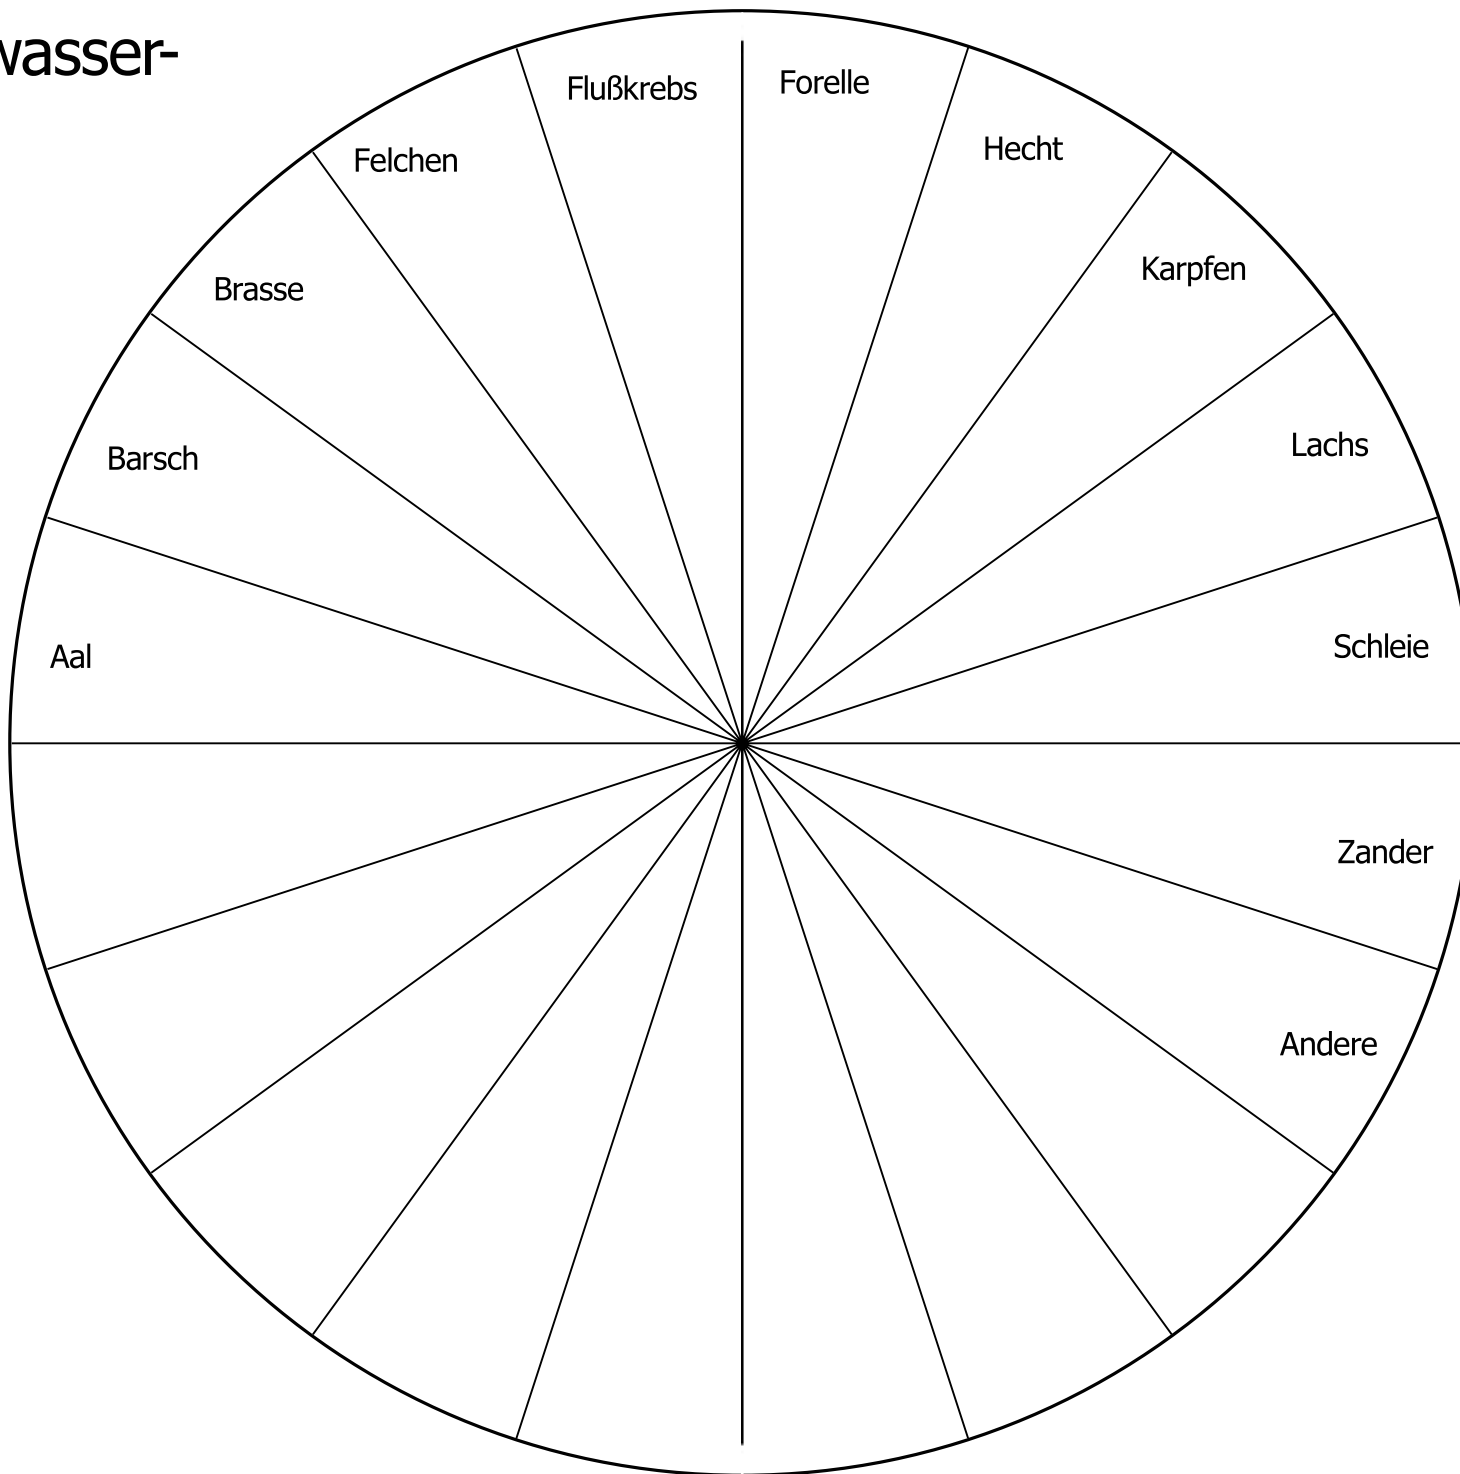 wasser-
Flußkrebs
Forelle
Felchen
Hecht
Brasse
Karpfen
Barsch
Lachs
Aal
Schleie
Zander
Andere